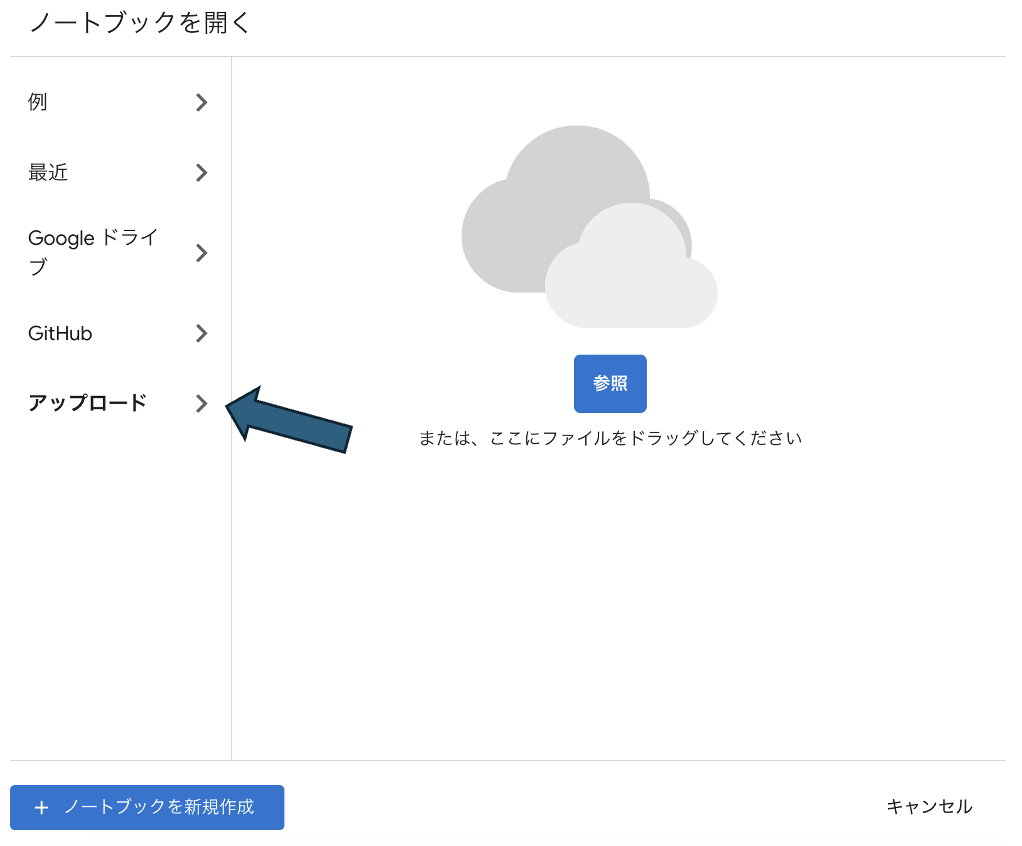 ノートブックを開く
例
最近
Google ドライ
ブ
GitHub
アップロード
参照
または、ここにファイルをドラッグしてください
＋ ノートブックを新規作成
キャンセル